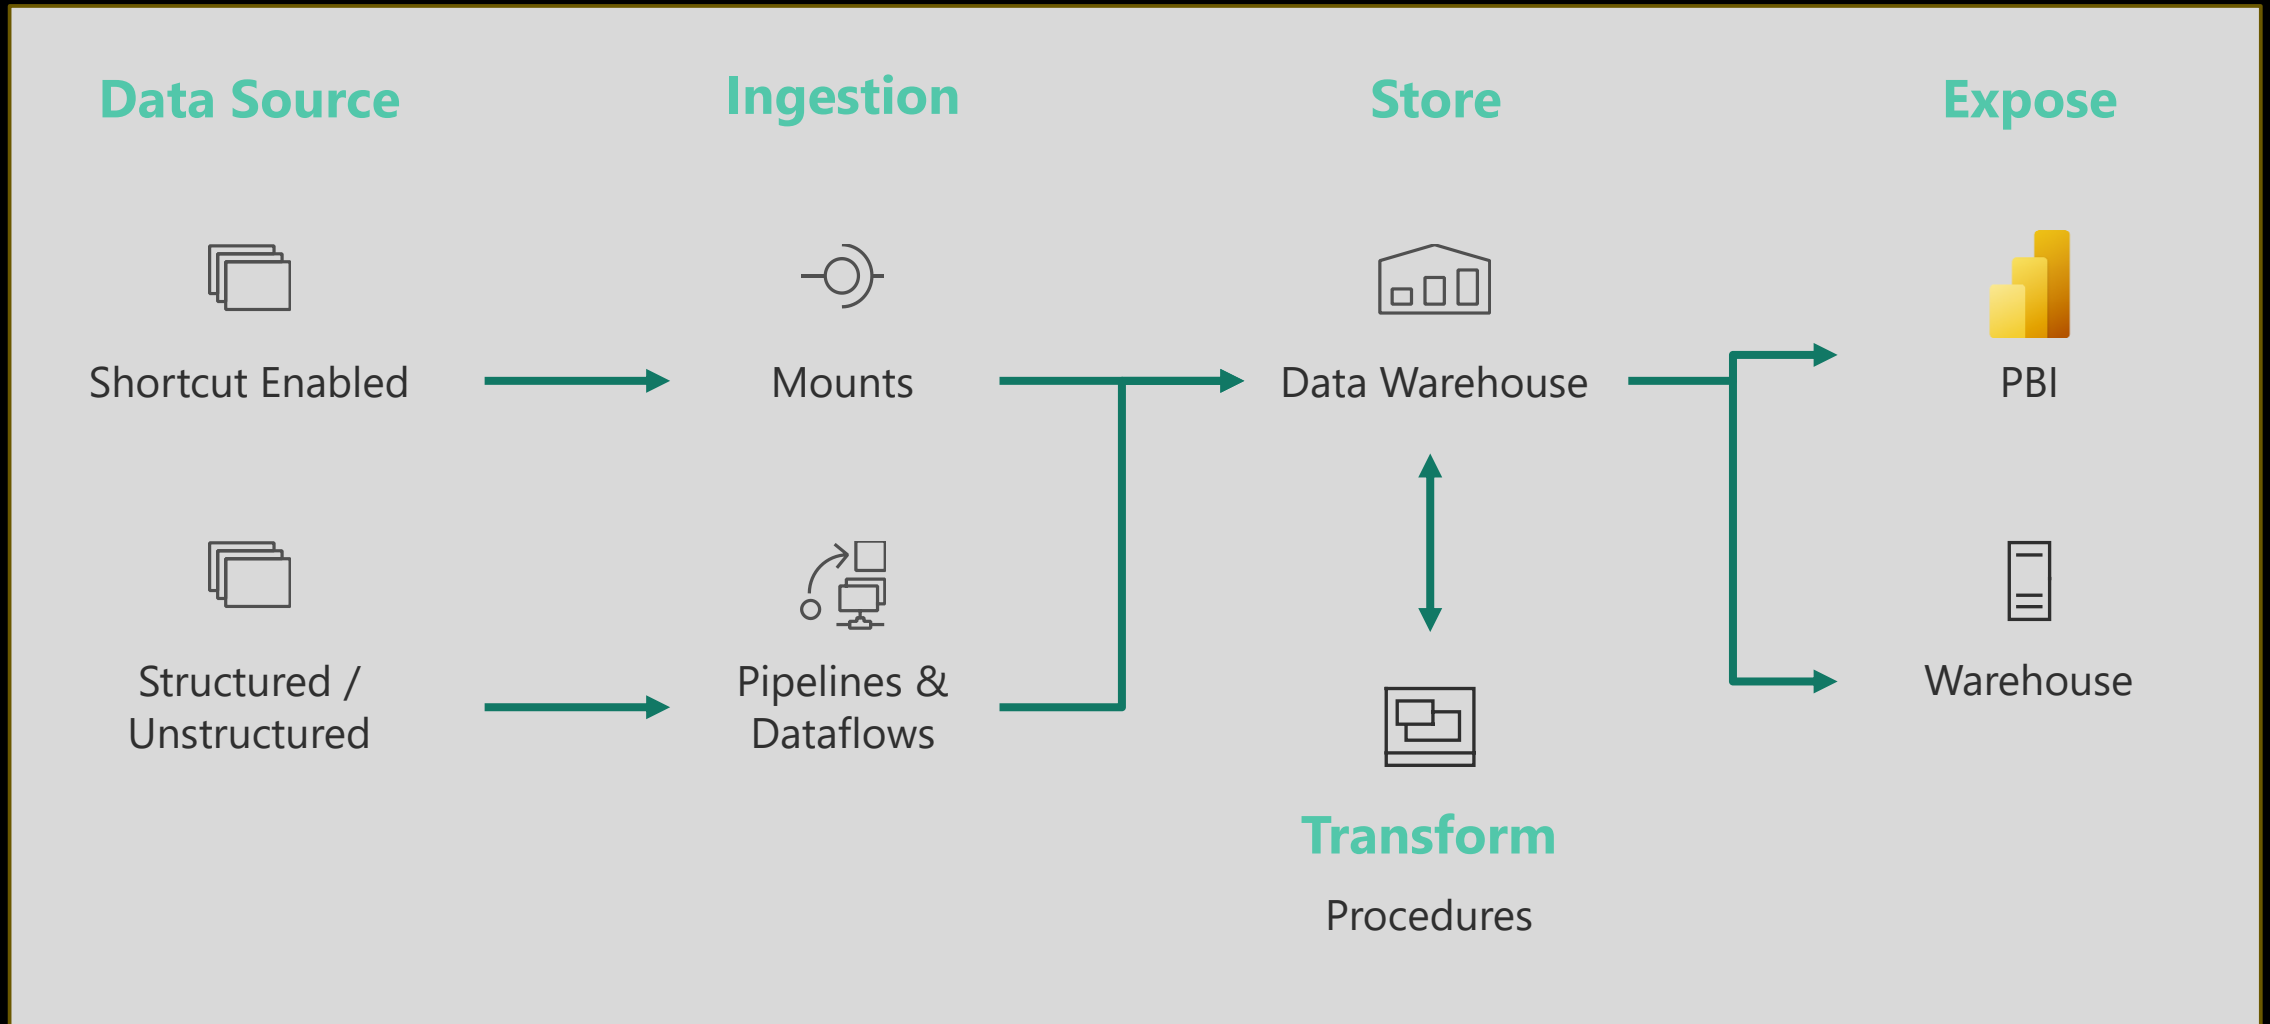 Data Source
Ingestion
Store
Expose
Shortcut Enabled
Mounts
Data Warehouse
PBI
Structured /
Unstructured
Pipelines &
Dataflows
Warehouse
Transform
Procedures